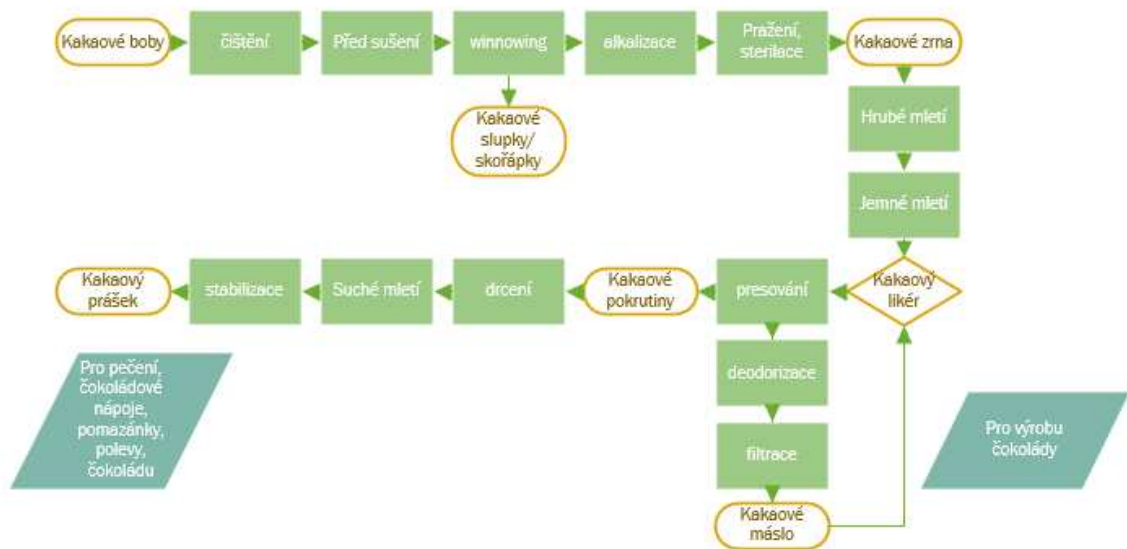 Kakaové boby
čištění
Před sušení
winnowing
alkalizace
Pražení,
sterilace
Kakaové zrna
Kakaové
slupky/
skořápky
Hrubé mletí
Jemné mletí
Kakaový
prášek
stabilizace
Suché mletí
drcení
Kakaové
pokrutiny
presování
Kakaový
likér
deodorizace
filtrace
Kakaové
máslo
Pro pečení,
čokoládové
nápoje,
pomazánky,
polevy,
čokoládu
Pro výrobu
čokolády